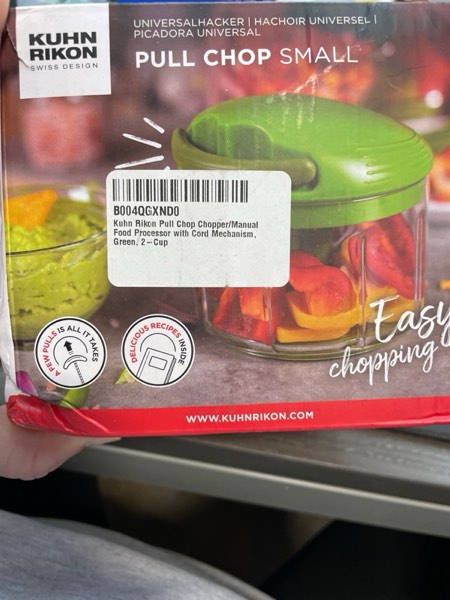 KUHN
RIKON
SWISS DESIGN
UNIVERSALHACKER | HACHOIR UNIVERSEL |
PICADORA UNIVERSAL
PULL CHOP SMALL
B004QGXND0
Kuhn Rikon Pull Chop Chopper/Manual
Food Processor with Cord Mechanism,
Green, 2-Cup
A FEW PULLS IS ALL IT TAKES
DELICIOUS RECIPES INSIDE
Easy
chopping
WWW.KUHNRIKON.COM